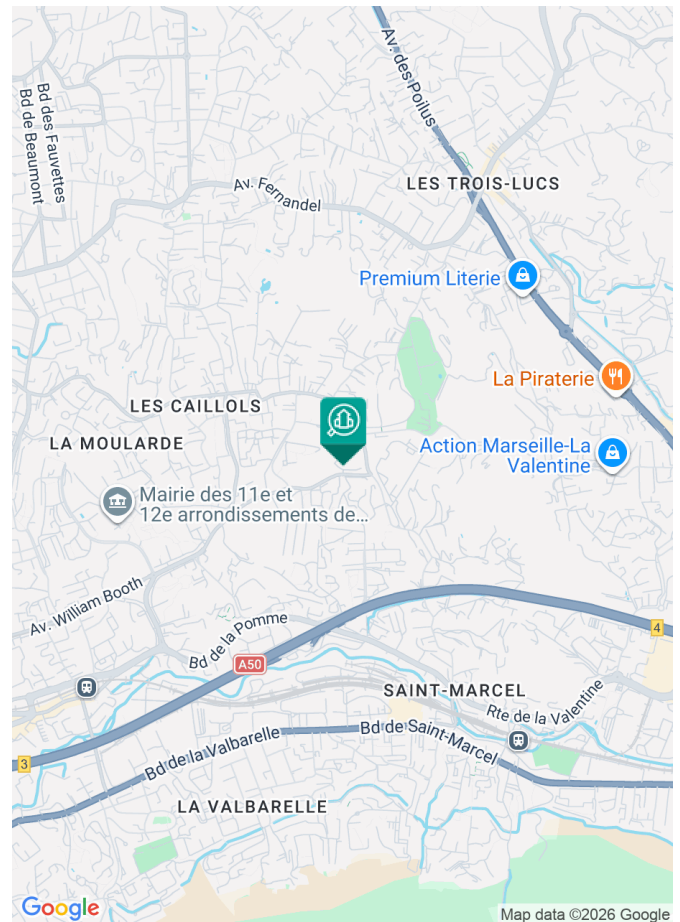 Av. des Poilus
Bd des Fauvettes
Bd de Beaumont
Av. Fernandel
LES TROIS-LUCS
Premium Literie
La Piraterie
LES CAILLOLS
LA MOULARDE
Action Marseille-La
Valentine
Mairie des 11e et
12e arrondissements de...
Av. William Booth
Bd de la Pomme
4
A50
SAINT-MARCEL
Rte de la Valentine
3
Bd de la Valbarelle
Bd de Saint-Marcel
LA VALBARELLE
Google
Map data ©2026 Google